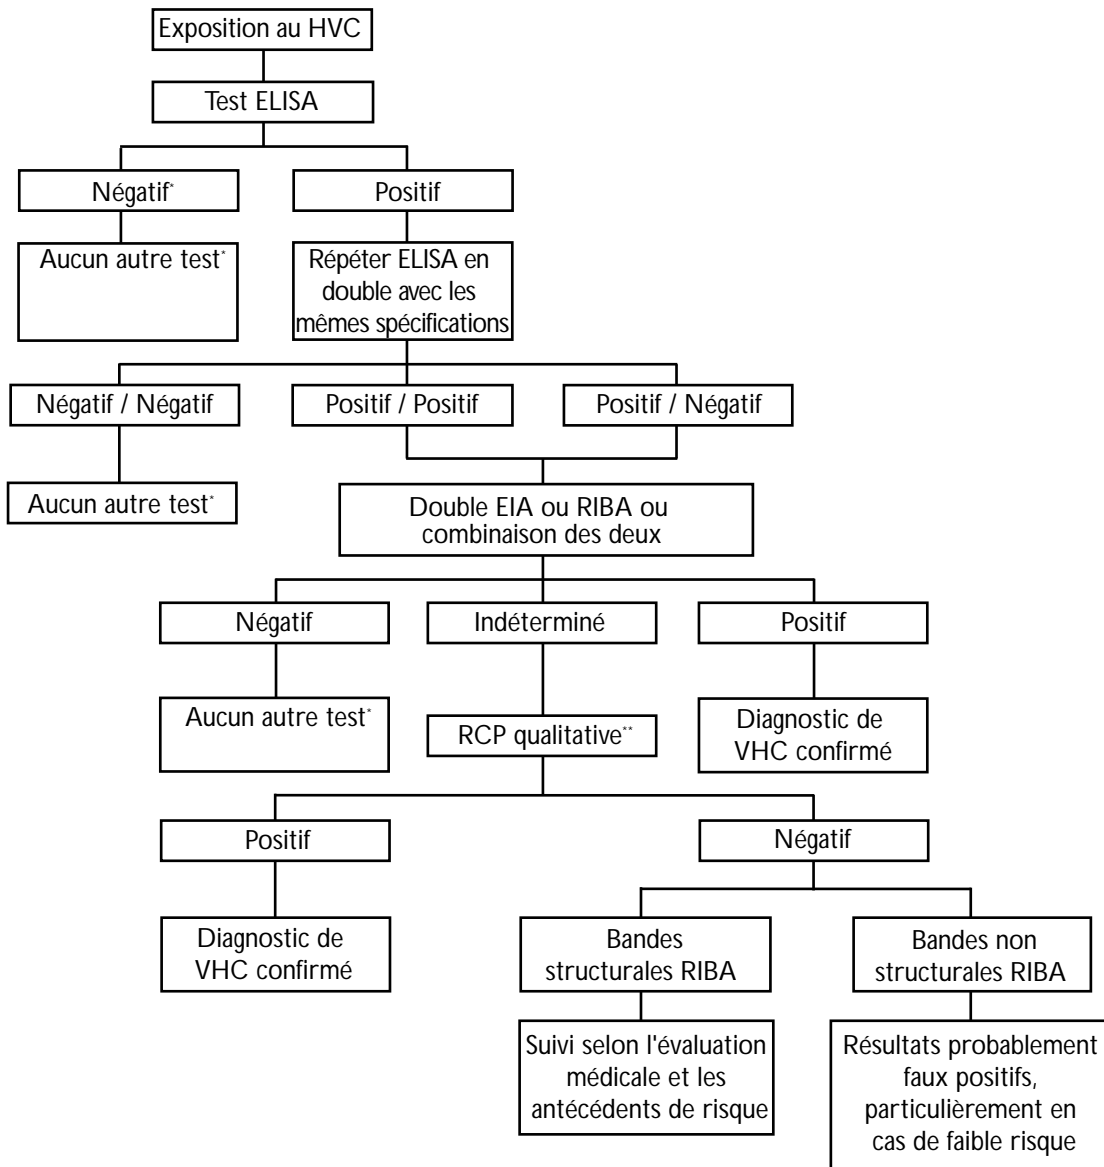 Exposition au HVC
Test ELISA
Négatif*
Positif
Aucun autre test*
Répéter ELISA en
double avec les
mêmes spécifications
Négatif / Négatif
Positif / Positif
Positif / Négatif
Aucun autre test*
Double EIA ou RIBA ou
combinaison des deux
Négatif
Indéterminé
Positif
Aucun autre test*
RCP qualitative**
Diagnostic de
VHC confirmé
Positif
Négatif
Diagnostic de
VHC confirmé
Bandes
structurales RIBA
Bandes non
structurales RIBA
Suivi selon l'évaluation
médicale et les
antécédents de risque
Résultats probablement
faux positifs,
particulièrement en
cas de faible risque